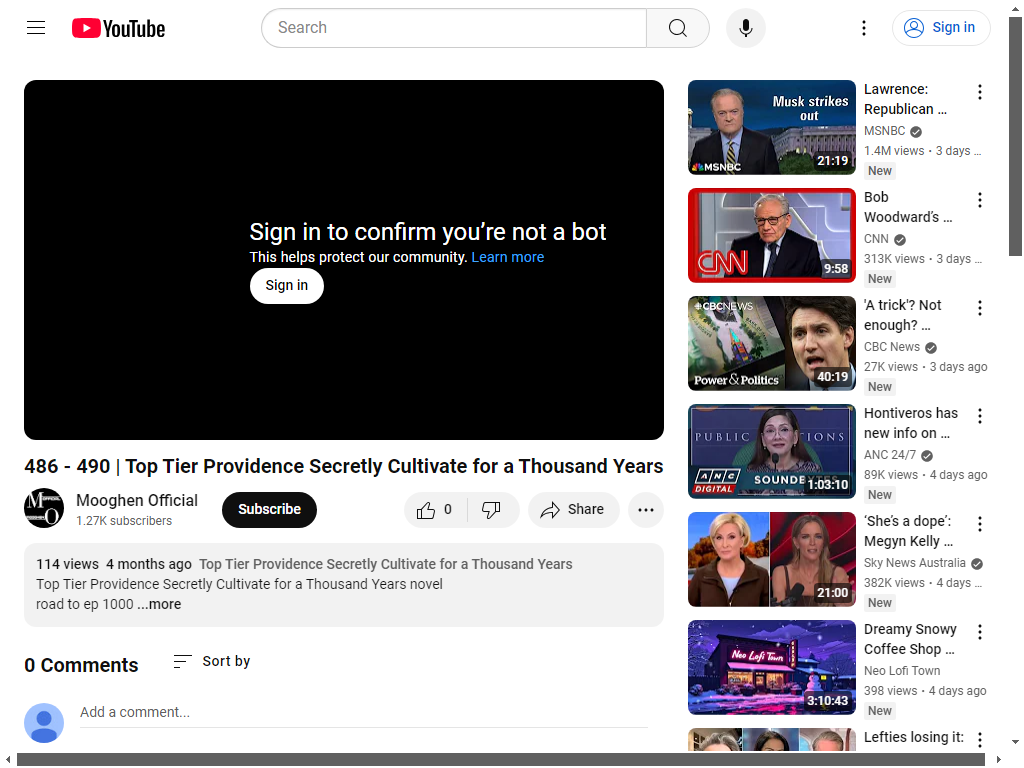 YouTube
Search
Sign in
Sign in to confirm you’re not a bot
This helps protect our community. Learn more
Sign in
486 - 490 | Top Tier Providence Secretly Cultivate for a Thousand Years
Mooghen Official
1.27K subscribers
Subscribe
0
Share
114 views 4 months ago Top Tier Providence Secretly Cultivate for a Thousand Years
Top Tier Providence Secretly Cultivate for a Thousand Years novel
road to ep 1000 ...more
0 Comments
Sort by
Add a comment...
Musk strikes
out
MSNBC
21:19
Lawrence:
Republican ...
MSNBC
1.4M views • 3 days ...
New
CNN
9:58
Bob
Woodward’s ...
CNN
313K views • 3 days ...
New
CBCNEWS
Power & Politics
40:19
'A trick'? Not
enough? ...
CBC News
27K views • 3 days ago
New
PUBLIC
IONS
ANC
DIGITAL
SOUNDB
1:03:10
Hontiveros has
new info on ...
ANC 24/7
89K views • 4 days ago
New
21:00
‘She’s a dope’:
Megyn Kelly ...
Sky News Australia
382K views • 4 days ...
New
Neo Lofi Town
3:10:43
Dreamy Snowy
Coffee Shop ...
Neo Lofi Town
398 views • 4 days ago
New
Lefties losing it: